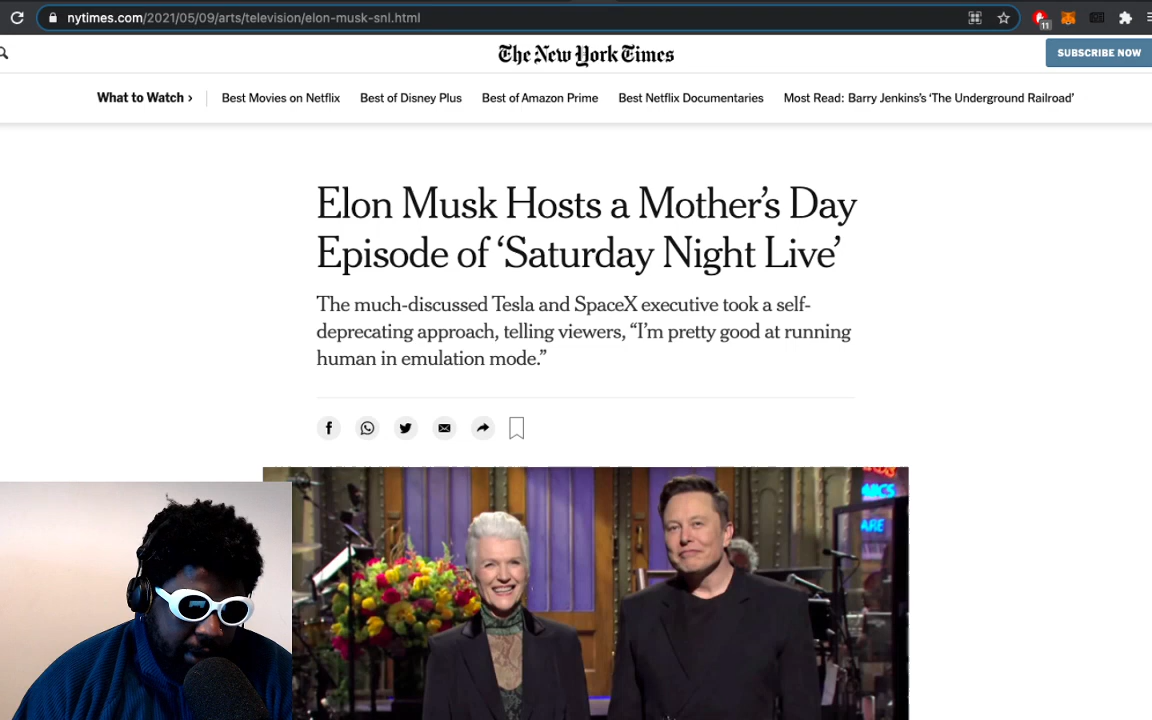 nytimes.com/2021/05/09/arts/television/elon-musk-snl.html
11
The New York Times
SUBSCRIBE NOW
What to Watch ›
Best Movies on Netflix
Best of Disney Plus
Best of Amazon Prime
Best Netflix Documentaries
Most Read: Barry Jenkins’s ‘The Underground Railroad’
Elon Musk Hosts a Mother’s Day
Episode of ‘Saturday Night Live’
The much-discussed Tesla and SpaceX executive took a self-
deprecating approach, telling viewers, “I’m pretty good at running
human in emulation mode.”